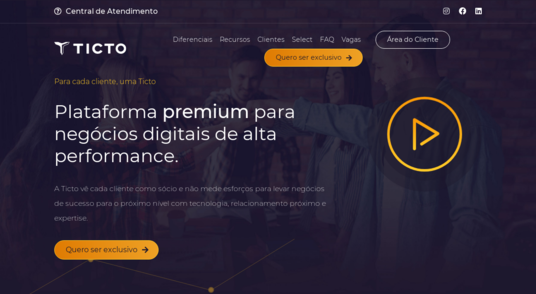 Central de Atendimento
Diferenciais Recursos Clientes Select FAQ Vagas Área do Cliente
TICTO
Quero ser exclusivo
Para cada cliente, uma Ticto
Plataforma premium para
negócios digitais de alta
performance.
A Ticto vê cada cliente como sócio e não mede esforços para levar negócios
de sucesso para o próximo nível com tecnologia, relacionamento próximo e
expertise.
Quero ser exclusivo